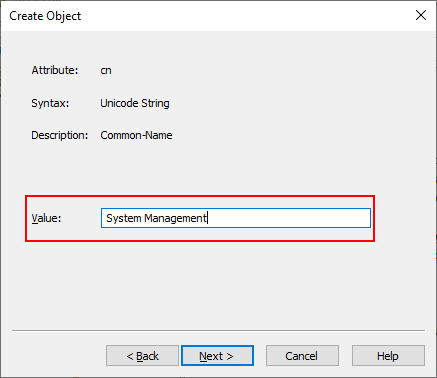 Create Object
Attribute: cn
Syntax: Unicode String
Description: Common-Name
Value: System Management
< Back Next > Cancel Help